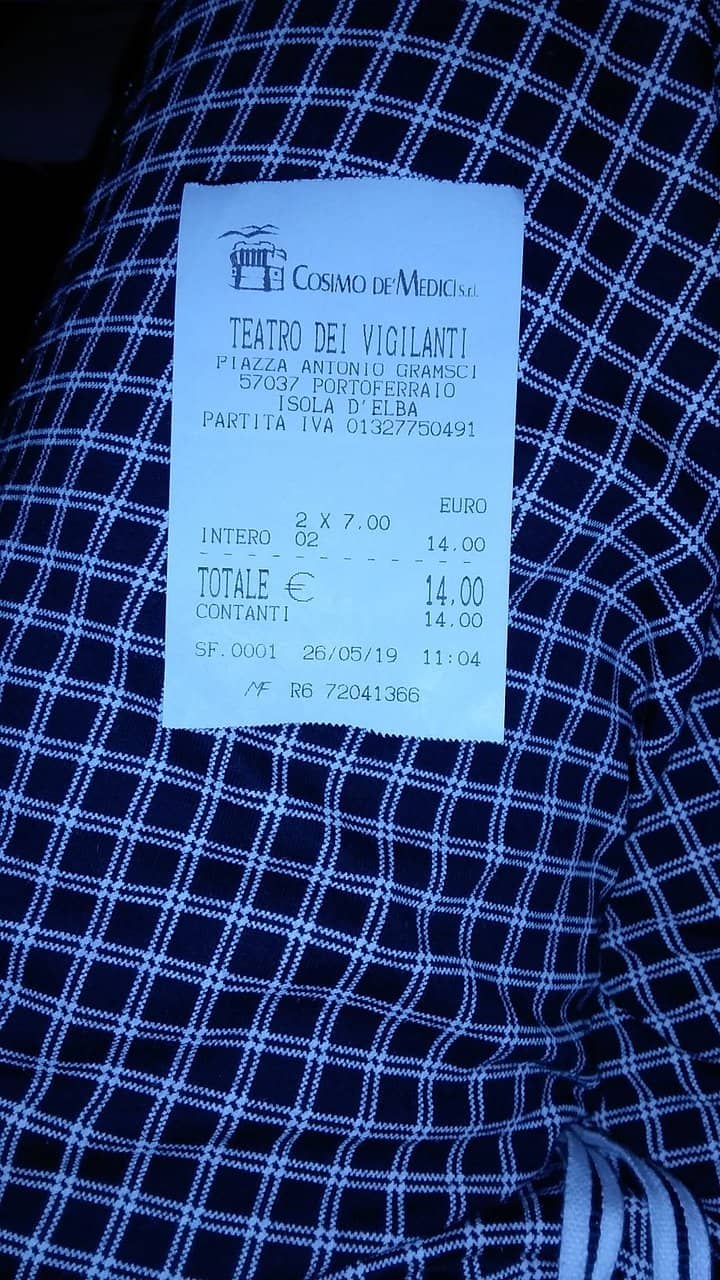 COSIMO DE' MEDICI s.r.l.
TEATRO DEI VIGILANTI
PIAZZA ANTONIO GRAMSCI
57037 PORTOFERRAIO
ISOLA D'ELBA
PARTITA IVA 01327750491
EURO
2 X 7.00
INTERO 02 14.00
TOTALE € 14,00
CONTANTI 14.00
SF.0001 26/05/19 11:04
MF R6 72041366